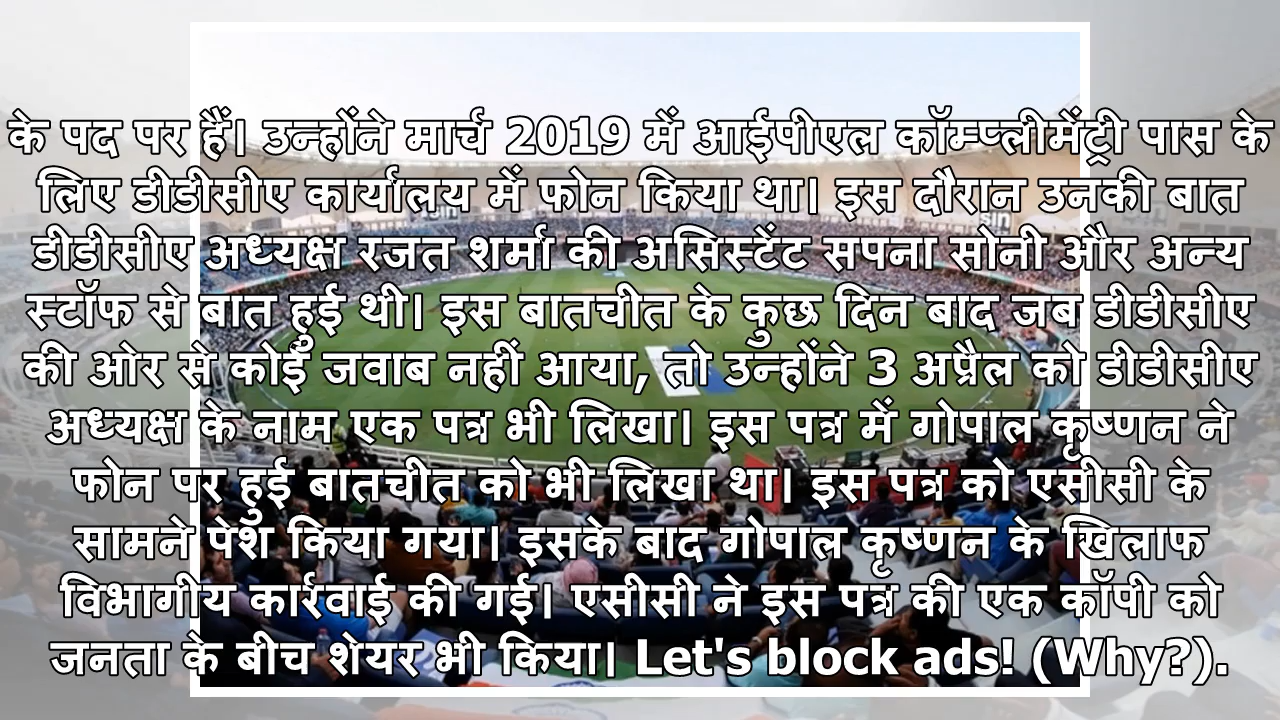 के पद पर हैं। उन्होंने मार्च 2019 में आईपीएल कॉम्प्लीमेंट्री पास के
लिए डीडीसीए कार्यालय में फोन किया था। इस दौरान उनकी बात
डीडीसीए अध्यक्ष रजत शर्मा की असिस्टेंट सपना सोनी और अन्य
स्टॉफ से बात हुई थी। इस बातचीत के कुछ दिन बाद जब डीडीसीए
की ओर से कोई जवाब नहीं आया, तो उन्होंने 3 अप्रैल को डीडीसीए
अध्यक्ष के नाम एक पत्र भी लिखा। इस पत्र में गोपाल कृष्णन ने
फोन पर हुई बातचीत को भी लिखा था। इस पत्र को एसीसी के
सामने पेश किया गया। इसके बाद गोपाल कृष्णन के खिलाफ
विभागीय कार्रवाई की गई। एसीसी ने इस पत्र की एक कॉपी को
जनता के बीच शेयर भी किया। Let's block ads! (Why?).